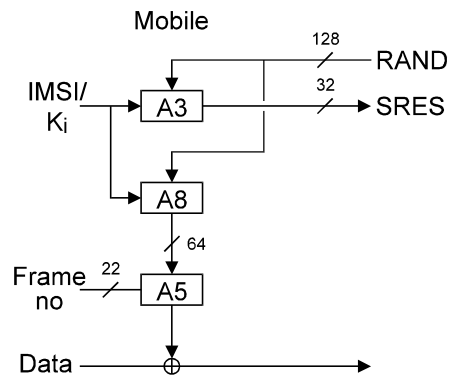 Mobile
128
RAND
IMSI/
Ki
A3
32
SRES
A8
64
Frame
no
22
A5
Data